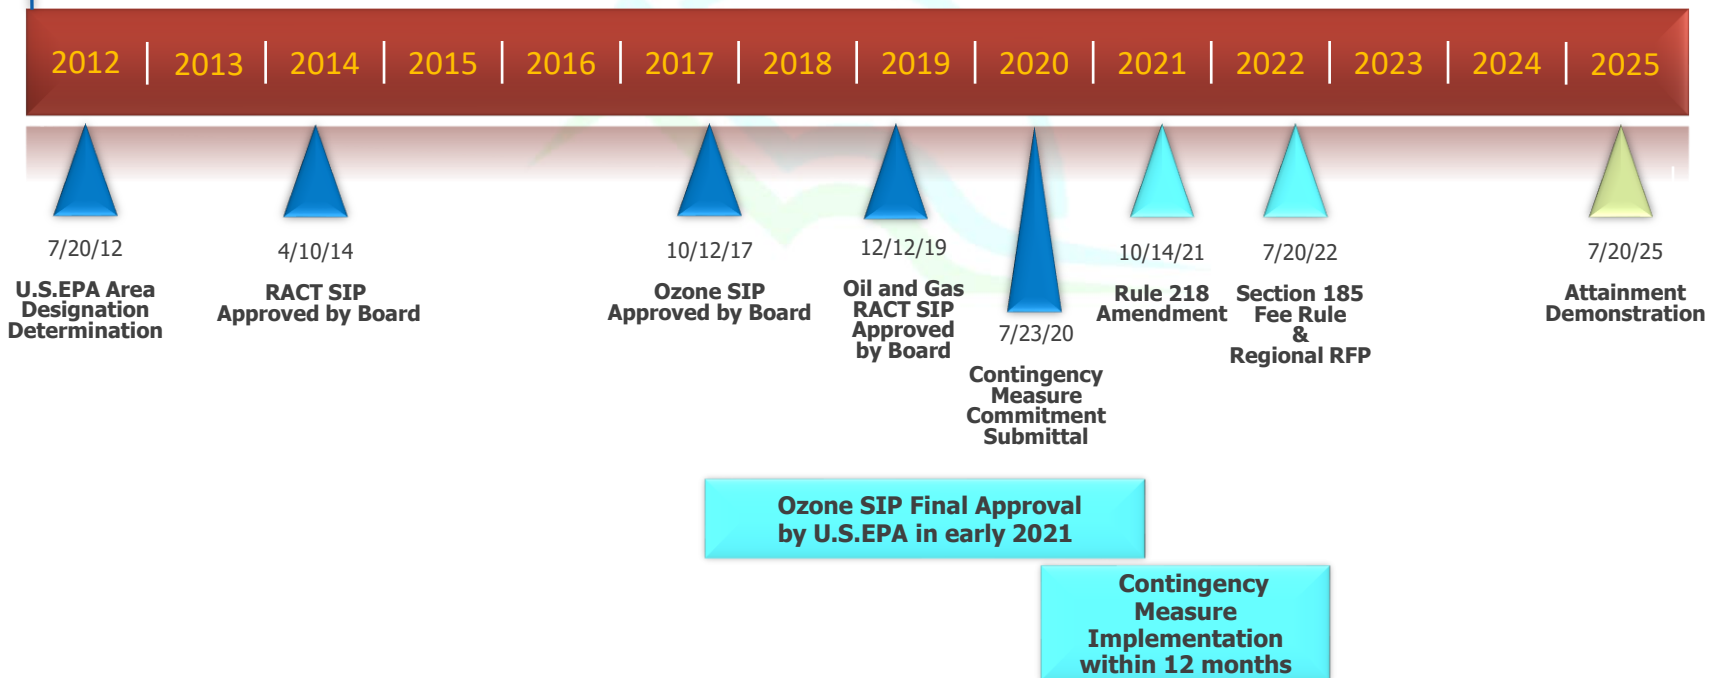 2012 2013 2014 2015 2016 2017 2018 2019 2020 2021 2022 2023 2024 2025
7/20/12
U.S.EPA Area
Designation
Determination
4/10/14
RACT SIP
Approved by Board
10/12/17
Ozone SIP
Approved by Board
12/12/19
Oil and Gas
RACT SIP
Approved
by Board
7/23/20
Contingency
Measure
Commitment
Submittal
10/14/21
Rule 218
Amendment
7/20/22
Section 185
Fee Rule
&
Regional RFP
7/20/25
Attainment
Demonstration
Ozone SIP Final Approval
by U.S.EPA in early 2021
Contingency
Measure
Implementation
within 12 months